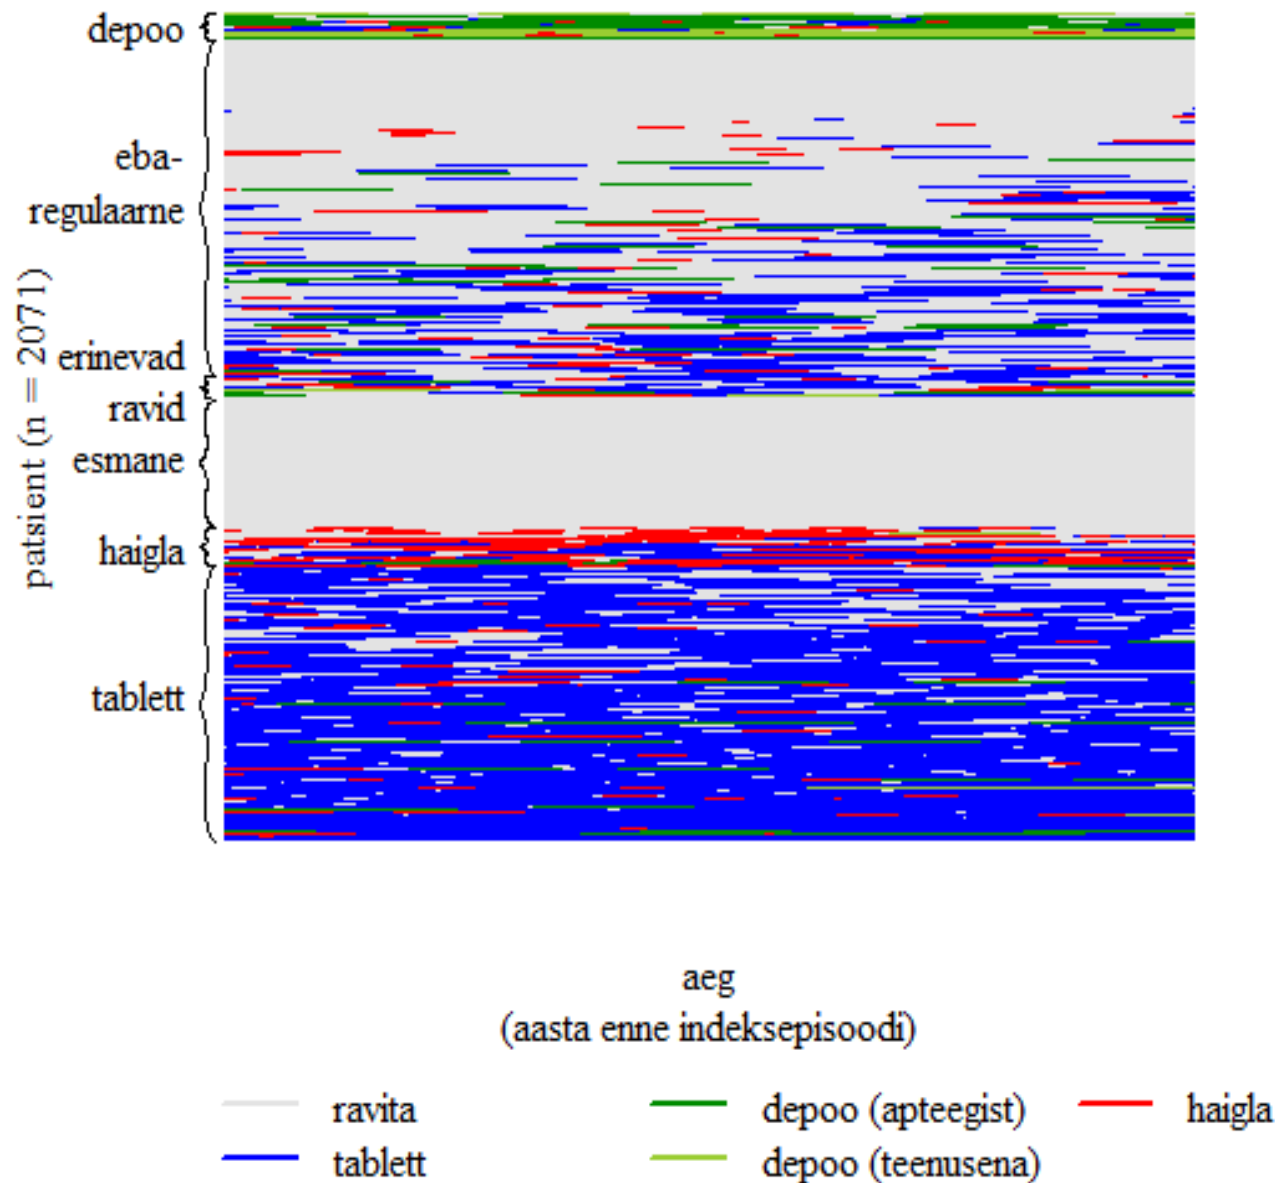 depoo
eba-
regulaarne
erinevad
ravid
esmane
haigla
tablett
patsient (n = 2071)
aeg
(aasta enne indeksepisoodi)
ravita
depoo (apteegist)
haigla
tablett
depoo (teenusena)